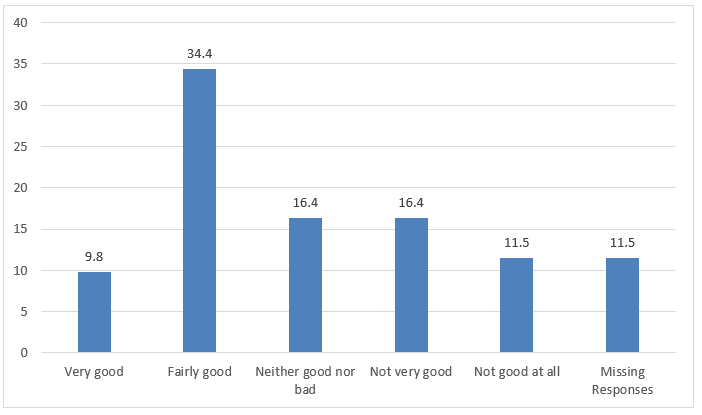 40
35
30
25
20
15
10
5
0
34.4
16.4
16.4
11.5
11.5
9.8
Very good
Fairly good
Neither good nor
bad
Not very good
Not good at all
Missing
Responses